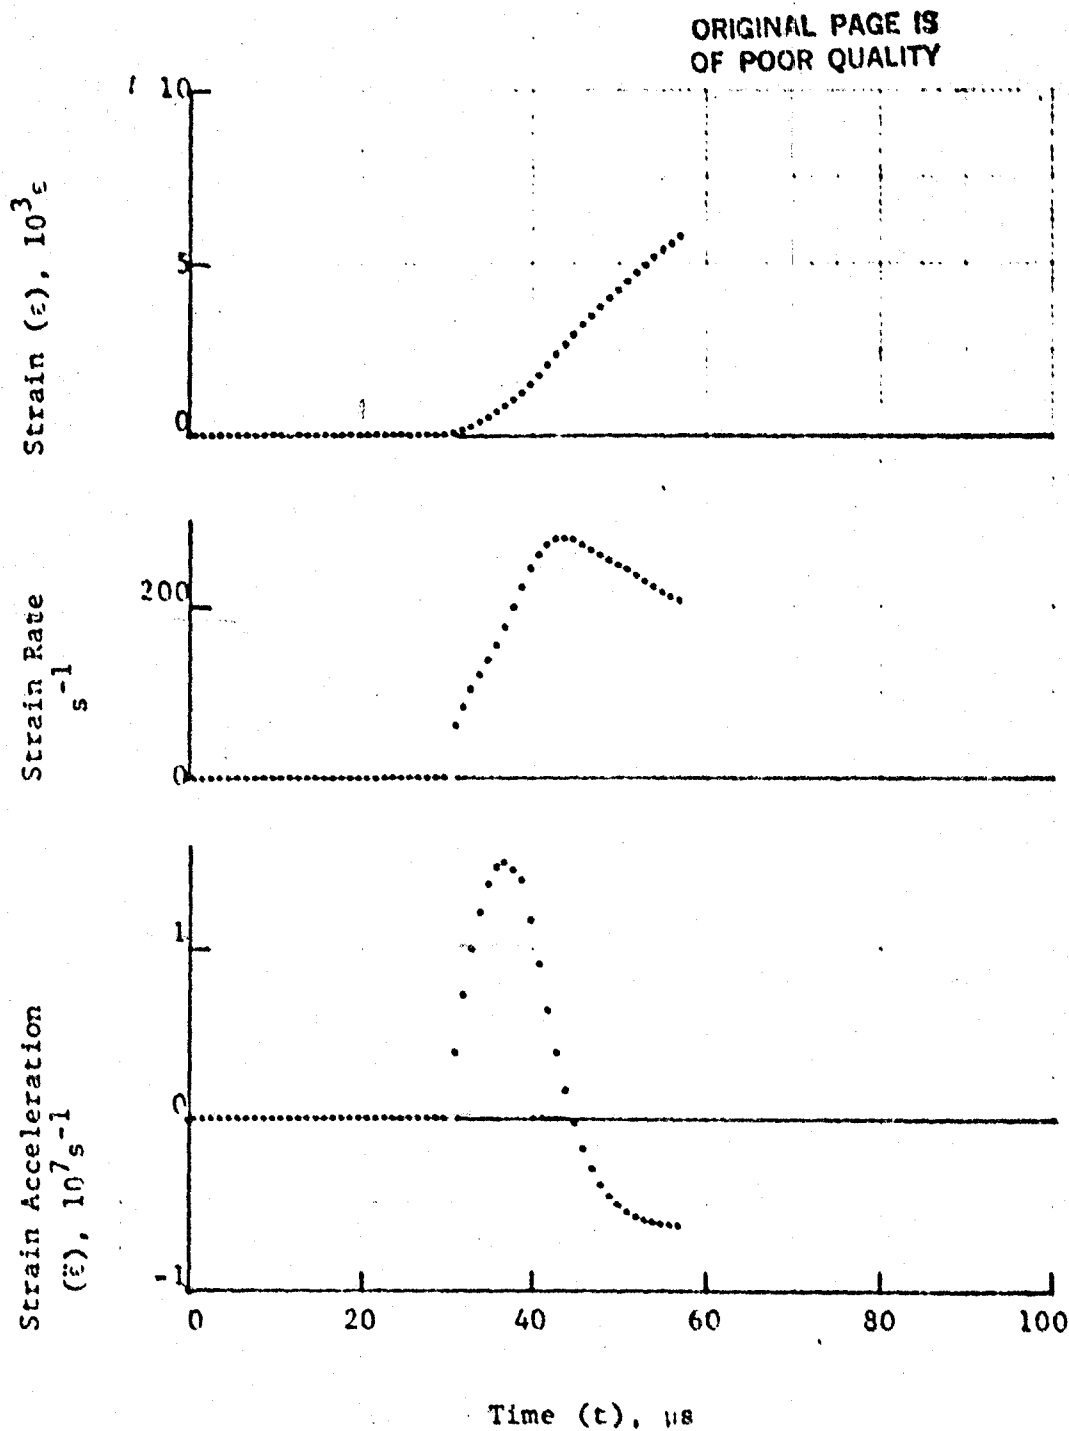 ORIGINAL PAGE IS
OF POOR QUALITY
10
5
0
Strain (ε), 10³ε
200
0
Strain Rate
s⁻¹
1
0
-1
Strain Acceleration
(ε̈), 10⁷s⁻¹
0 20 40 60 80 100
Time (t), μs